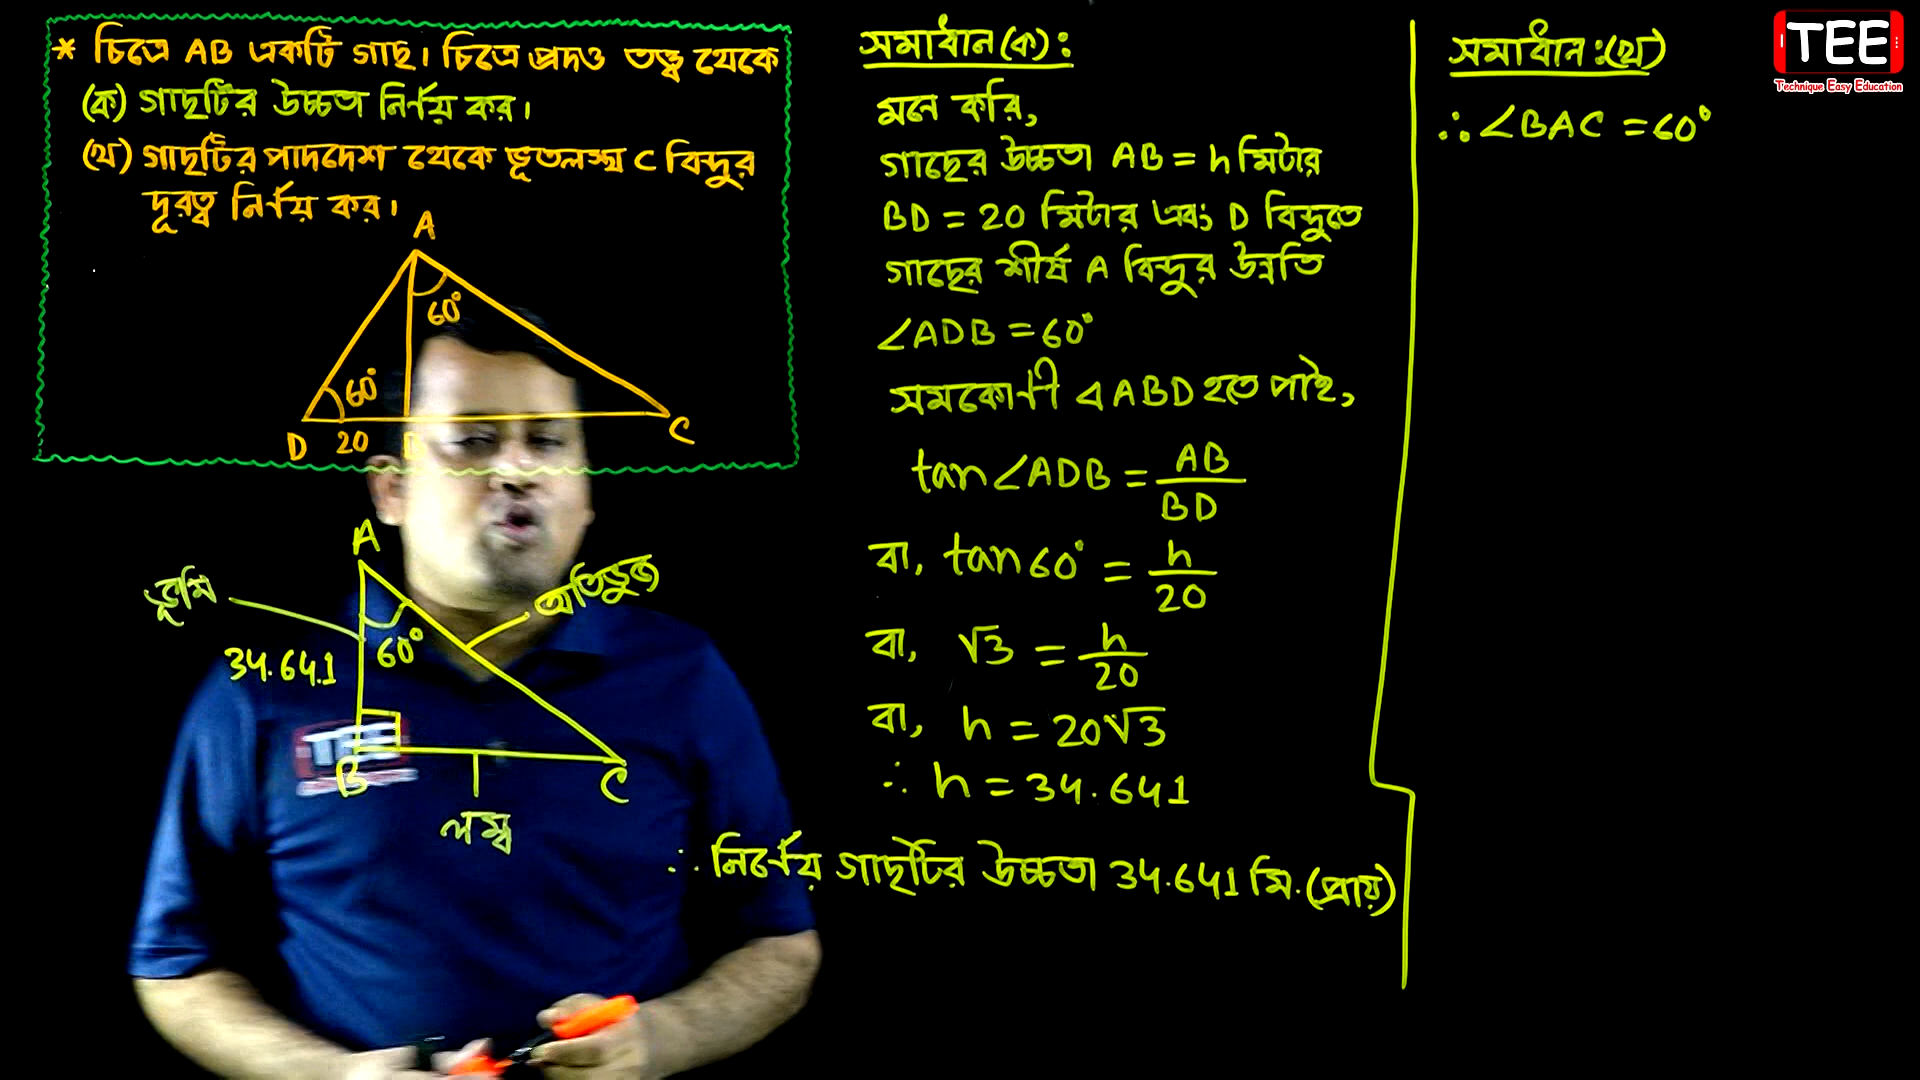 * চিত্রে AB একটি গাছ। চিত্রে প্রদত্ত তত্ত্ব থেকে
(ক) গাছটির উচ্চতা নির্ণয় কর।
(খ) গাছটির পাদদেশ থেকে ভূতলস্থ C বিন্দুর
দূরত্ব নির্ণয় কর।
A
60°
60°
D 20 B C
A
ভূমি
অতিভুজ
60°
34.641
B C
লম্ব
সমাধান (ক):
মনে করি,
গাছের উচ্চতা AB = h মিটার
BD = 20 মিটার এবং D বিন্দুতে
গাছের শীর্ষ A বিন্দুর উন্নতি
∠ADB = 60°
সমকোণী ⊿ABD হতে পাই,
tan∠ADB = AB/BD
বা, tan60° = h/20
বা, √3 = h/20
বা, h = 20√3
∴ h = 34.641
∴ নির্ণেয় গাছটির উচ্চতা 34.641 মি. (প্রায়)
সমাধান:(খ)
∴ ∠BAC = 60°
TEE
Technique Easy Education
TEE